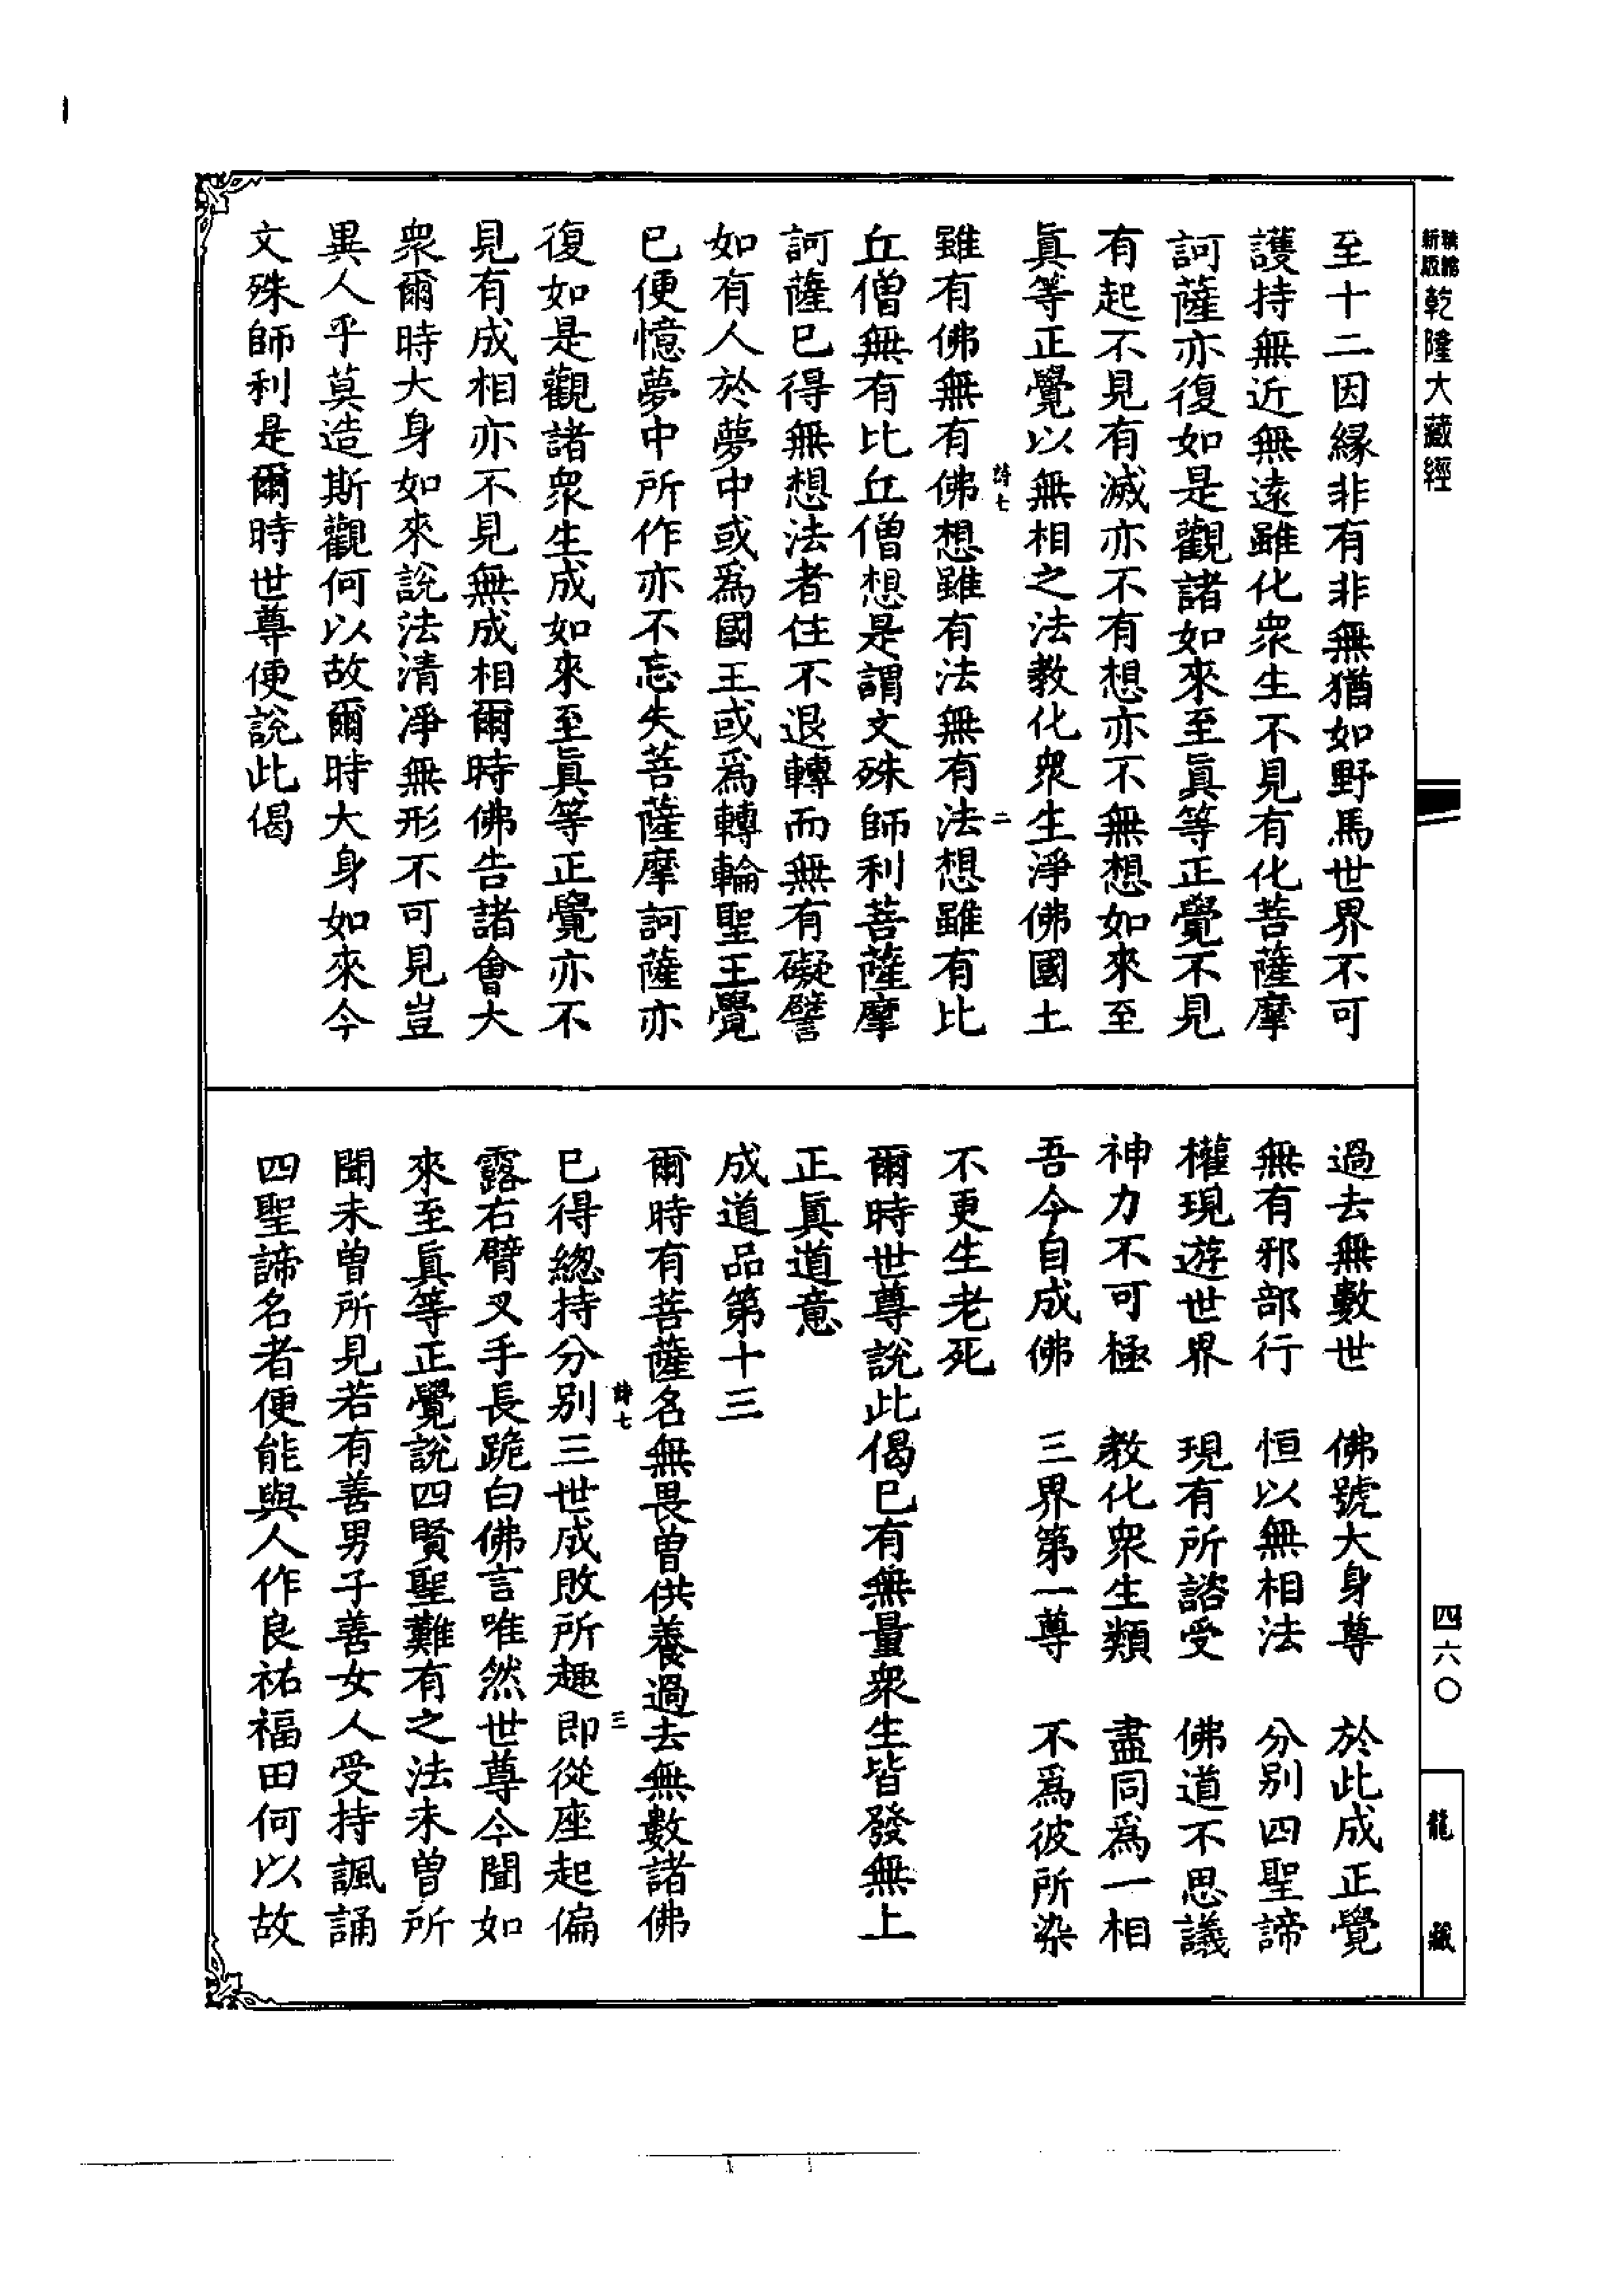 新版
乾隆大藏經
至十二因緣非有非無猶如野馬世界不可
護持無近無遠雖化衆生不見有化菩薩摩
訶薩亦復如是觀諸如來至眞等正覺不見
有起不見有滅亦不有想亦不無想如來至
眞等正覺以無相之法教化衆生淨佛國土
詩七
二
雖有佛無有佛想雖有法無有法想雖有比
丘僧無有比丘僧想是謂文殊師利菩薩摩
訶薩已得無想法者住不退轉而無有礙譬
如有人於夢中或爲國王或爲轉輪聖王覺
已便憶夢中所作亦不忘失菩薩摩訶薩亦
復如是觀諸衆生成如來至眞等正覺亦不
見有成相亦不見無成相爾時佛告諸會大
衆爾時大身如來說法清淨無形不可見豈
異人乎莫造斯觀何以故爾時大身如來今
文殊師利是爾時世尊便說此偈
過去無數世　佛號大身尊　於此成正覺
無有邪部行　恒以無相法　分別四聖諦
權現遊世界　現有所諮受　佛道不思議
神力不可極　教化衆生類　盡同爲一相
吾今自成佛　三界第一尊　不爲彼所染
不更生老死
爾時世尊說此偈已有無量衆生皆發無上
正眞道意
成道品第十三
爾時有菩薩名無畏曾供養過去無數諸佛
詩七
三
已得總持分別三世成敗所趣即從座起偏
露右臂叉手長跪白佛言唯然世尊今聞如
來至眞等正覺說四賢聖難有之法未曾所
聞未曾所見若有善男子善女人受持諷誦
四聖諦名者便能與人作良祐福田何以故
四六〇
龍藏